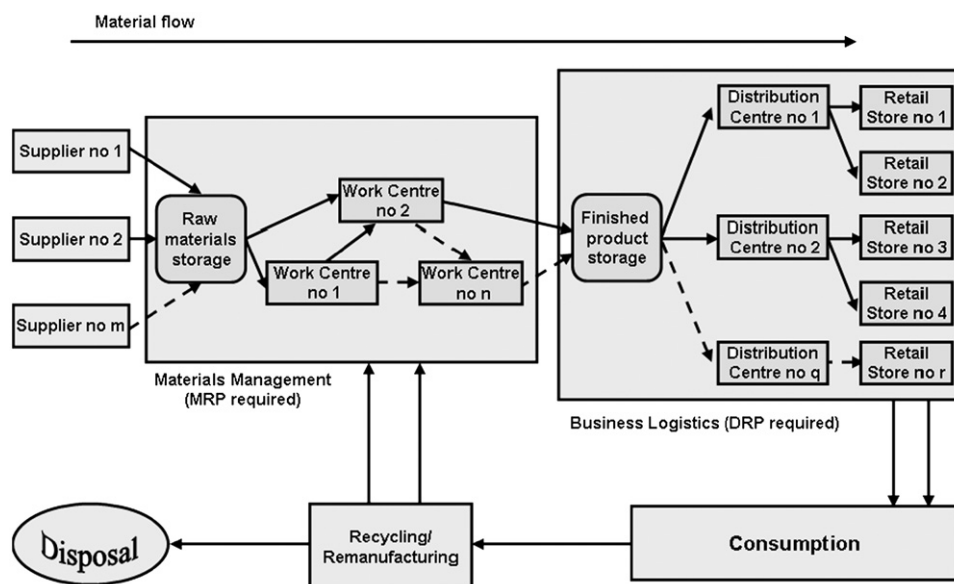 Material flow
Supplier no 1
Supplier no 2
Supplier no m
Raw
materials
storage
Work Centre
no 2
Work Centre
no 1
Work Centre
no n
Materials Management
(MRP required)
Finished
product
storage
Distribution
Centre no 1
Distribution
Centre no 2
Distribution
Centre no q
Retail
Store no 1
Retail
Store no 2
Retail
Store no 3
Retail
Store no 4
Retail
Store no r
Business Logistics (DRP required)
Disposal
Recycling/
Remanufacturing
Consumption